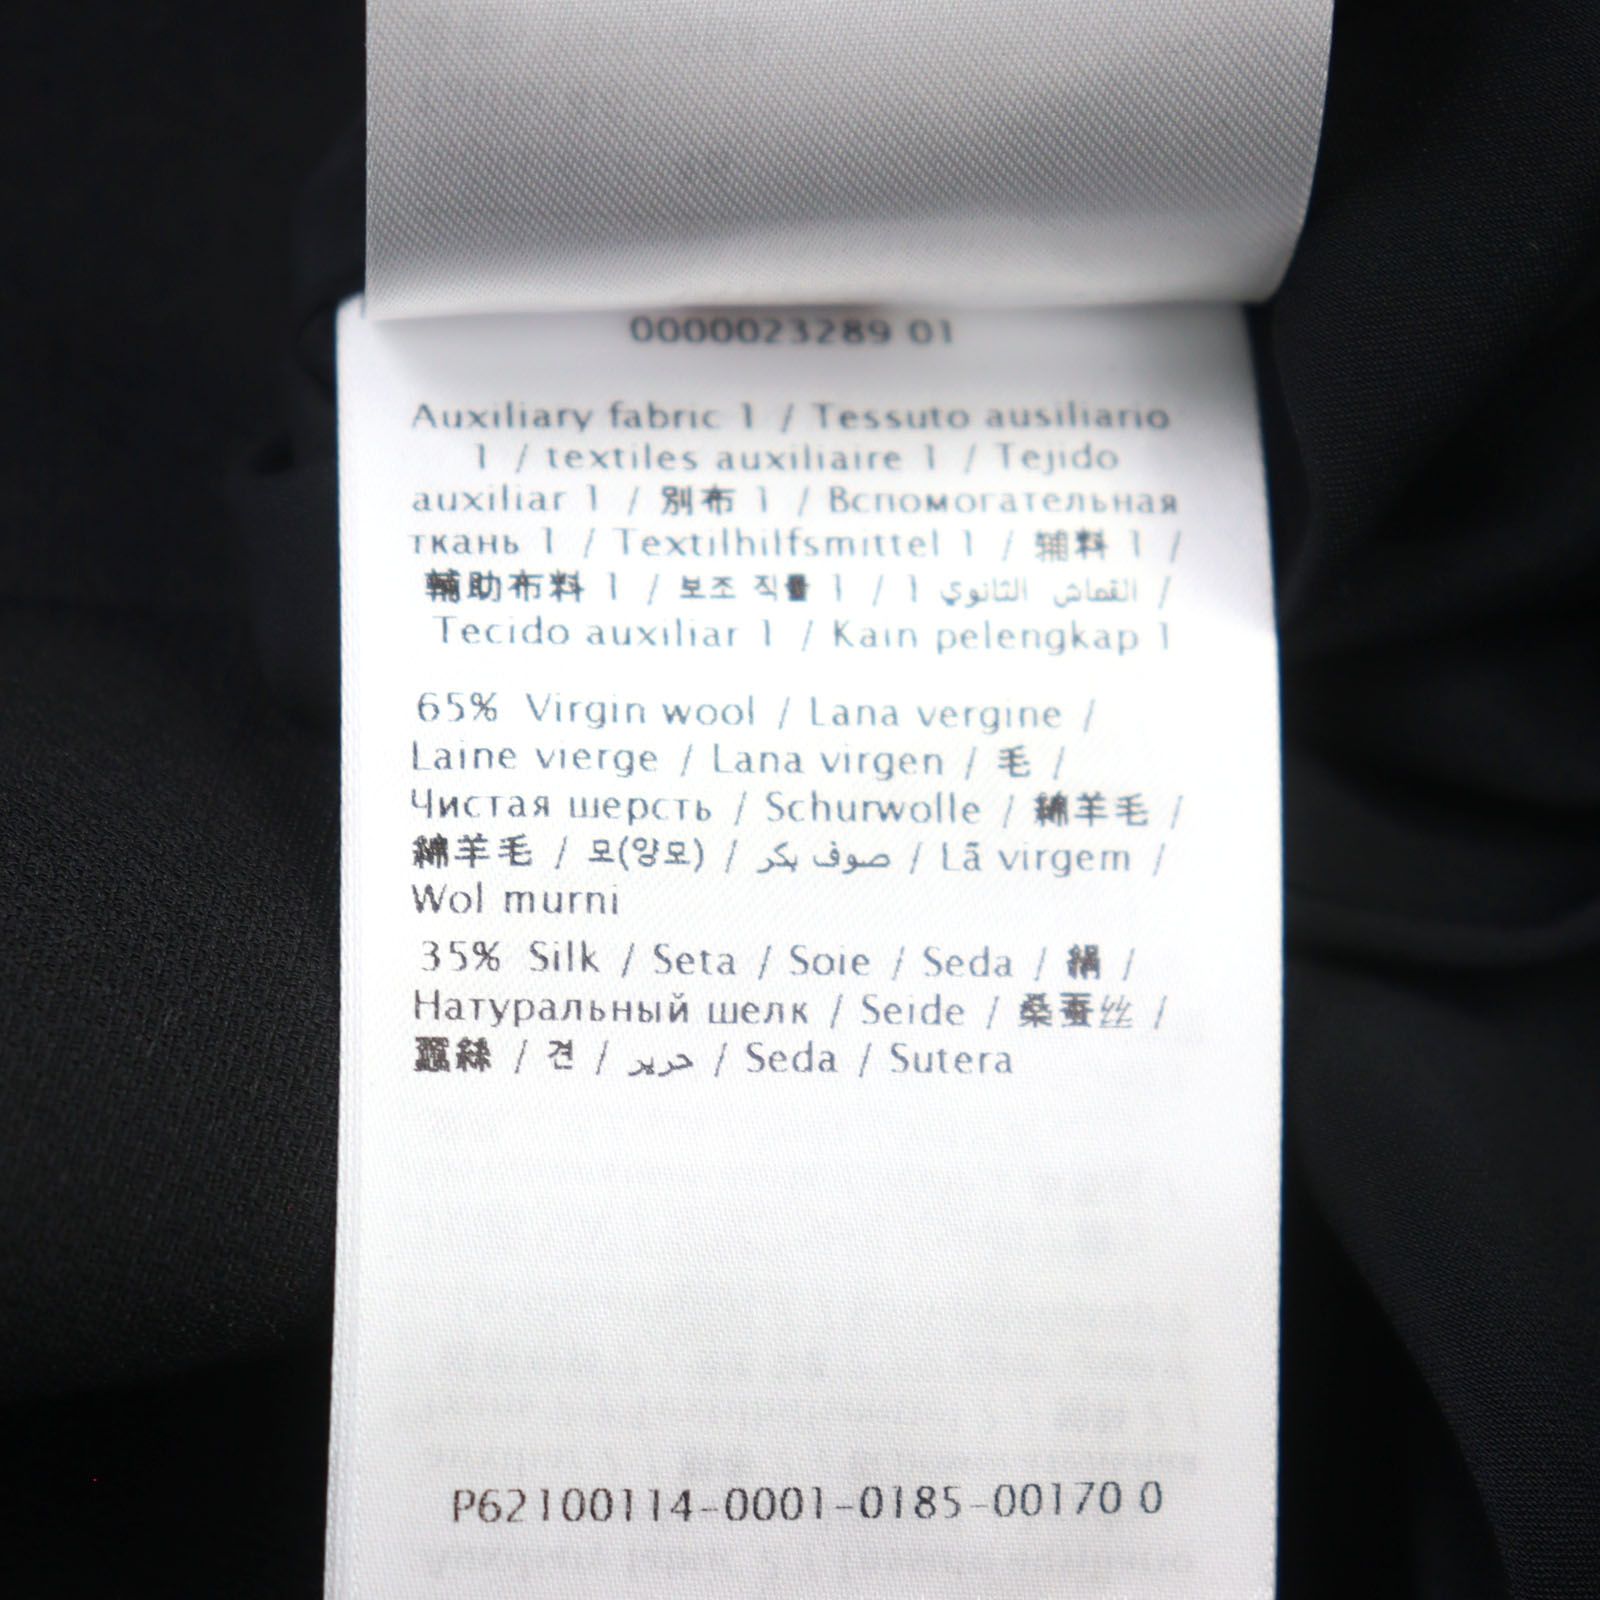 0000023289 01
Auxiliary fabric 1 / Tessuto ausiliario
1 / textiles auxiliaire 1 / Tejido
auxiliar 1 / 別布 1 / Вспомогательная
ткань 1 / Textilhilfsmittel 1 / 辅料 1 /
輔助布料 1 / 보조 직물 1 / القماش الثانوي 1 /
Tecido auxiliar 1 / Kain pelengkap 1
65% Virgin wool / Lana vergine /
Laine vierge / Lana virgen / 毛 /
Чистая шерсть / Schurwolle / 綿羊毛 /
綿羊毛 / 모(양모) / صوف بكر / Lã virgem /
Wol murni
35% Silk / Seta / Soie / Seda / 絹 /
Натуральный шелк / Seide / 桑蚕丝 /
蠶絲 / 견 / حرير / Seda / Sutera
P62100114-0001-0185-00170 0